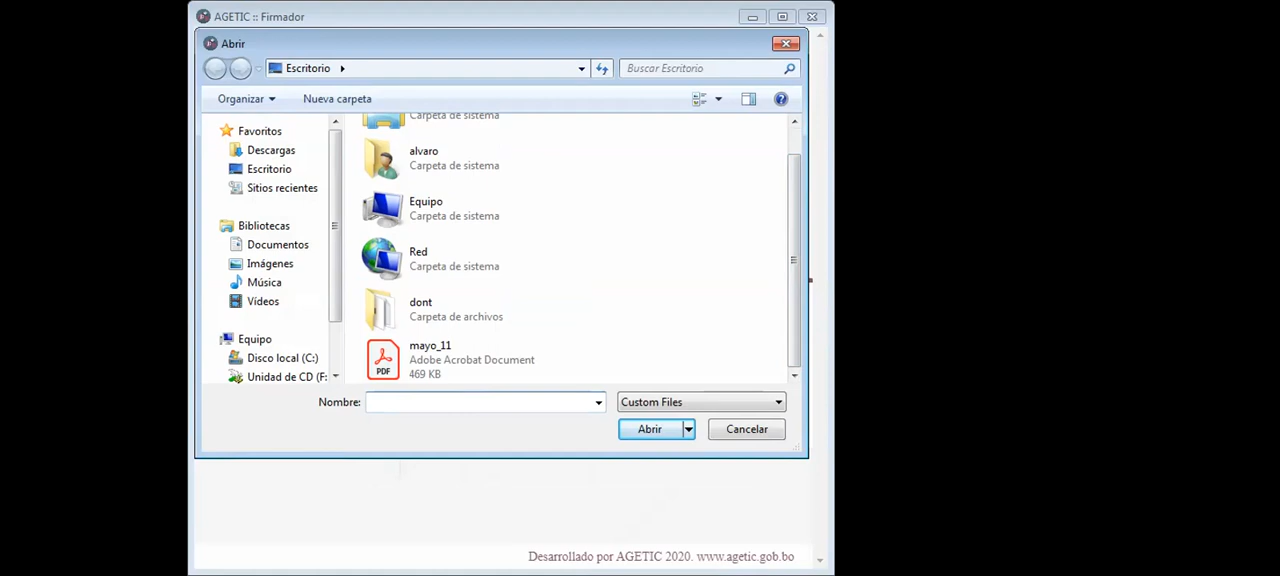 AGETIC :: Firmador
Abrir
Escritorio
Buscar Escritorio
Organizar
Nueva carpeta
Favoritos
Descargas
Escritorio
Sitios recientes
Bibliotecas
Documentos
Imágenes
Música
Vídeos
Equipo
Disco local (C:)
Unidad de CD (F:
Carpeta de sistema
alvaro
Carpeta de sistema
Equipo
Carpeta de sistema
Red
Carpeta de sistema
dont
Carpeta de archivos
PDF
mayo_11
Adobe Acrobat Document
469 KB
Nombre:
Custom Files
Abrir
Cancelar
Desarrollado por AGETIC 2020. www.agetic.gob.bo